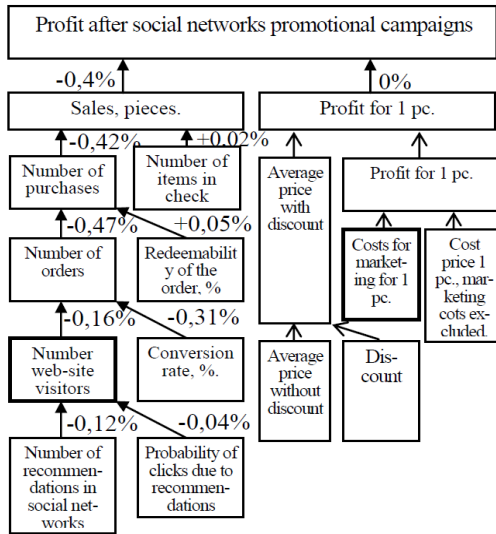 Profit after social networks promotional campaigns
-0,4%
0%
Sales, pieces.
Profit for 1 pc.
-0,42%
+0,02%
Number of
purchases
Number of
items in
check
Average
price
with
discount
Profit for 1 pc.
-0,47%
+0,05%
Number of
orders
Redeemabilit
y of the
order, %
Costs for
marke-
ting for 1
pc.
Cost
price 1
pc., mar-
keting
cots ex-
cluded.
-0,16%
-0,31%
Number
web-site
visitors
Conversion
rate, %.
Average
price
without
discount
Dis-
count
-0,12%
-0,04%
Number of
recommen-
dations in
social net-
works
Probability of
clicks due to
recommen-
dations